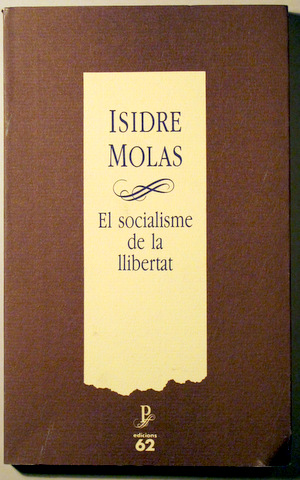 ISIDRE
MOLAS
El socialisme
de la
llibertat
P
edicions
62